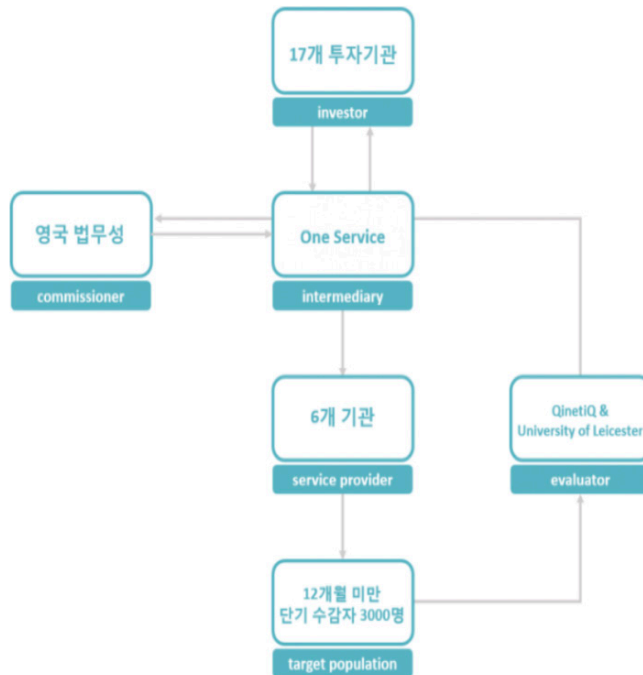 17개 투자기관
investor
영국 법무성
commissioner
One Service
intermediary
6개 기관
service provider
QinetiQ &
University of Leicester
evaluator
12개월 미만
단기 수감자 3000명
target population